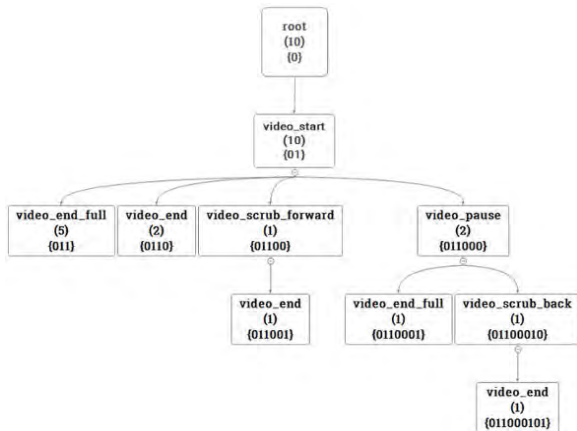 root
(10)
{0}
video_start
(10)
{01}
video_end_full
(5)
{011}
video_end
(2)
{0110}
video_scrub_forward
(1)
{01100}
video_pause
(2)
{011000}
video_end
(1)
{011001}
video_end_full
(1)
{0110001}
video_scrub_back
(1)
{01100010}
video_end
(1)
{011000101}